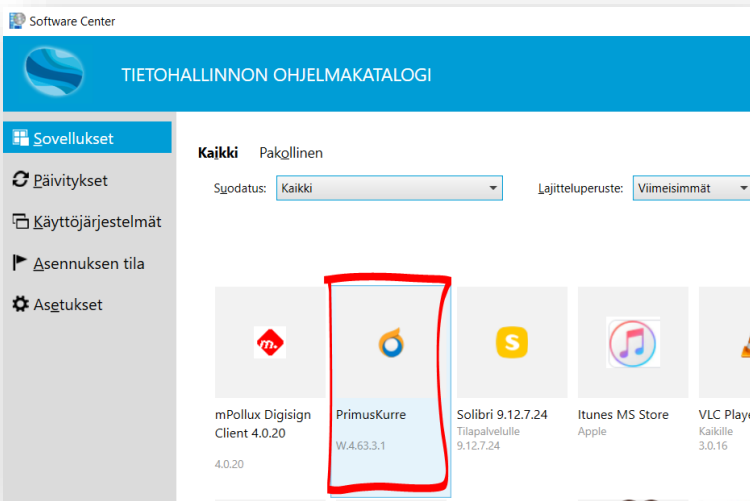 Software Center
TIETOHALLINNON OHJELMAKATALOGI
Sovellukset
Päivitykset
Käyttöjärjestelmät
Asennuksen tila
Asetukset
Kaikki Pakollinen
Suodatus: Kaikki Lajitteluperuste: Viimeisimmät
m.
S
mPollux Digisign
Client 4.0.20
4.0.20
PrimusKurre
W.4.63.3.1
Solibri 9.12.7.24
Tilapalvelulle
9.12.7.24
Itunes MS Store
Apple
VLC Playe
Kaikille
3.0.16